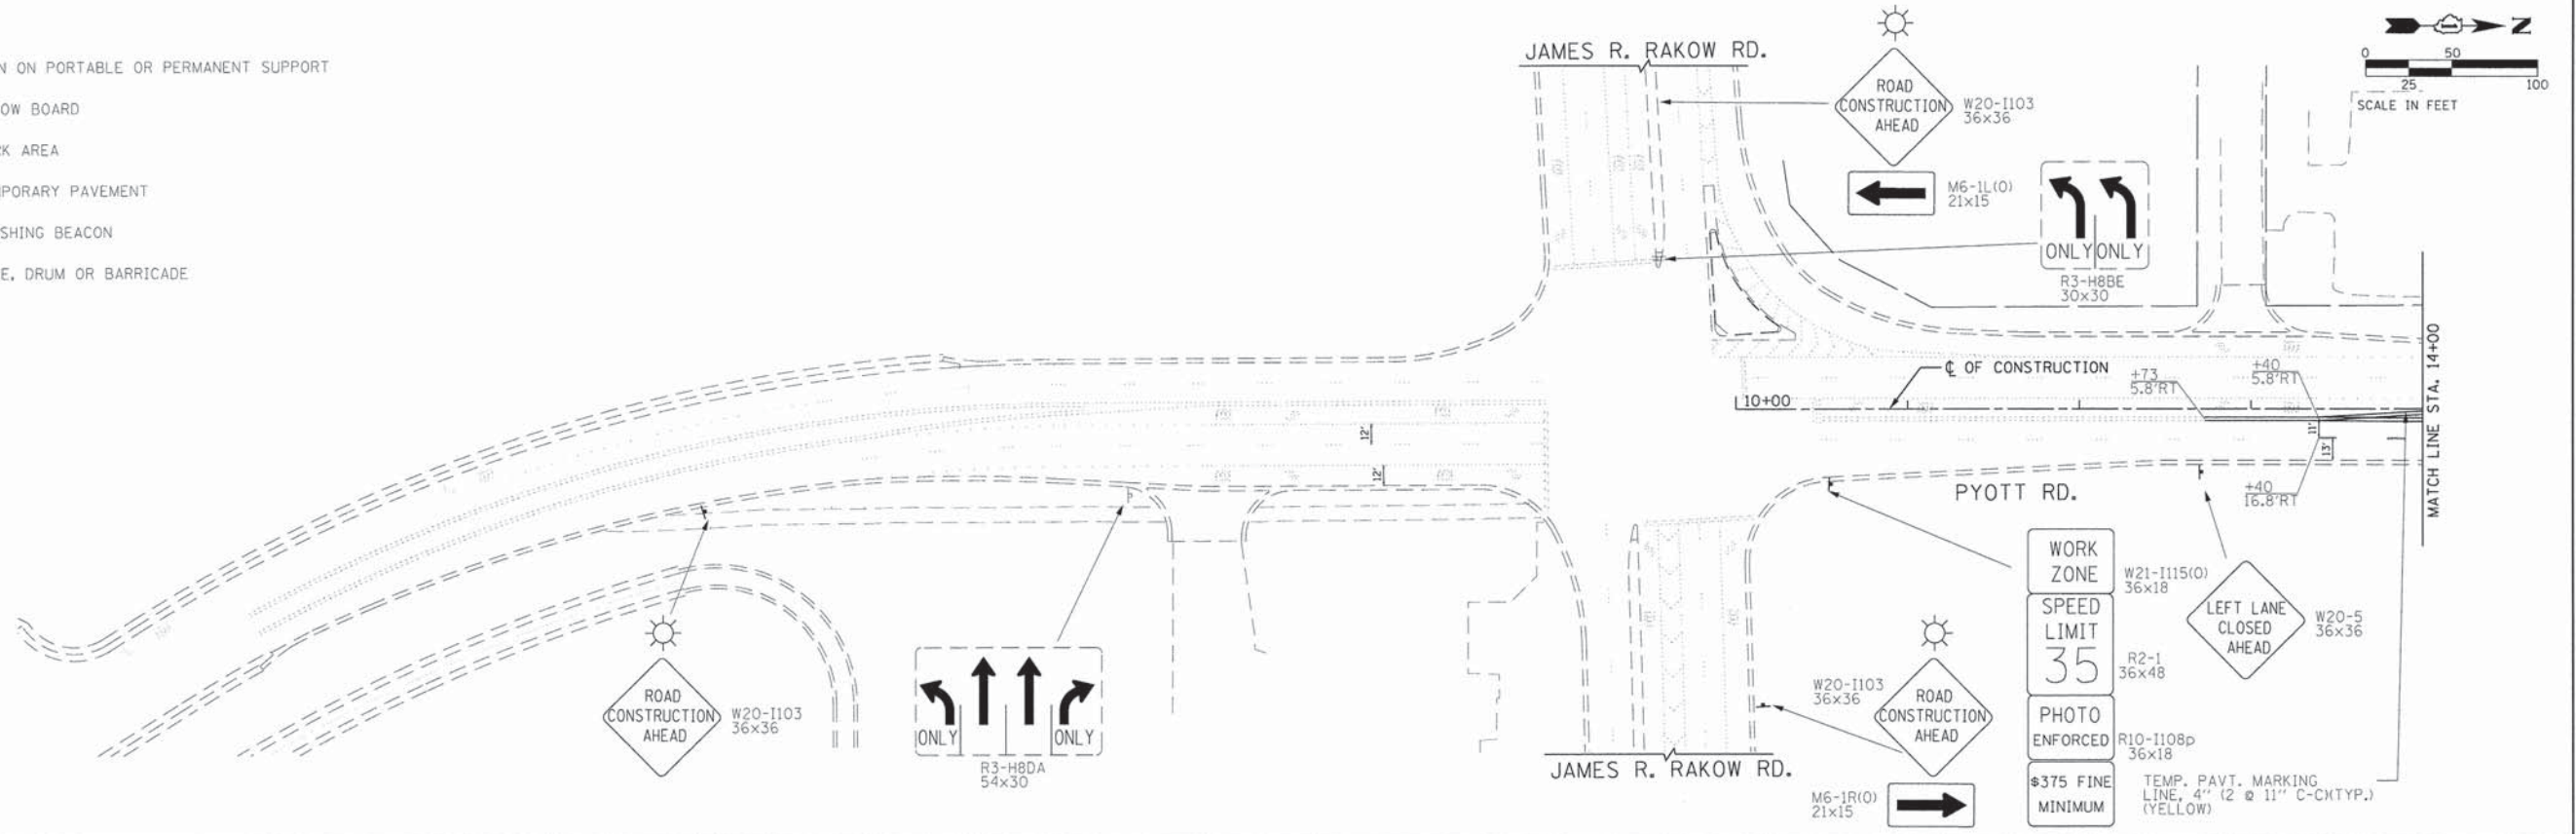 N ON PORTABLE OR PERMANENT SUPPORT
OW BOARD
K AREA
PORARY PAVEMENT
SHING BEACON
E, DRUM OR BARRICADE
JAMES R. RAKOW RD.
ROAD
CONSTRUCTION
AHEAD
W20-I103
36x36
M6-1L(O)
21x15
ONLY ONLY
R3-H8BE
30x30
N
0 50
25 100
SCALE IN FEET
10+00
℄ OF CONSTRUCTION
+73
5.8'RT
+40
5.8'RT
11'
13'
+40
16.8'RT
MATCH LINE STA. 14+00
12'
12'
PYOTT RD.
ROAD
CONSTRUCTION
AHEAD
W20-I103
36x36
ONLY ONLY
R3-H8DA
54x30
JAMES R. RAKOW RD.
W20-I103
36x36
ROAD
CONSTRUCTION
AHEAD
M6-1R(O)
21x15
WORK
ZONE
W21-I115(O)
36x18
SPEED
LIMIT
35
R2-1
36x48
PHOTO
ENFORCED
R10-I108p
36x18
$375 FINE
MINIMUM
LEFT LANE
CLOSED
AHEAD
W20-5
36x36
TEMP. PAVT. MARKING
LINE, 4" (2 @ 11" C-C)(TYP.)
(YELLOW)